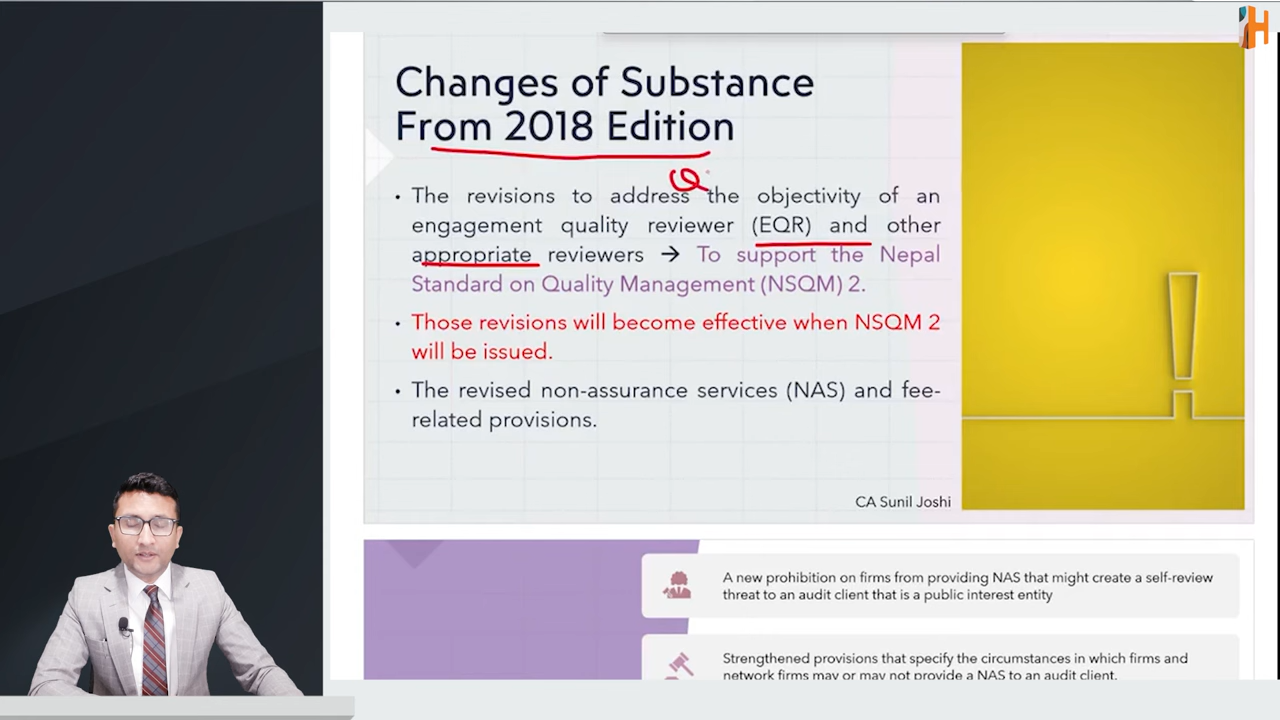 H
Changes of Substance
From 2018 Edition
• The revisions to address the objectivity of an
engagement quality reviewer (EQR) and other
appropriate reviewers → To support the Nepal
Standard on Quality Management (NSQM) 2.
• Those revisions will become effective when NSQM 2
will be issued.
• The revised non-assurance services (NAS) and fee-
related provisions.
CA Sunil Joshi
A new prohibition on firms from providing NAS that might create a self-review
threat to an audit client that is a public interest entity
Strengthened provisions that specify the circumstances in which firms and
network firms may or may not provide a NAS to an audit client.